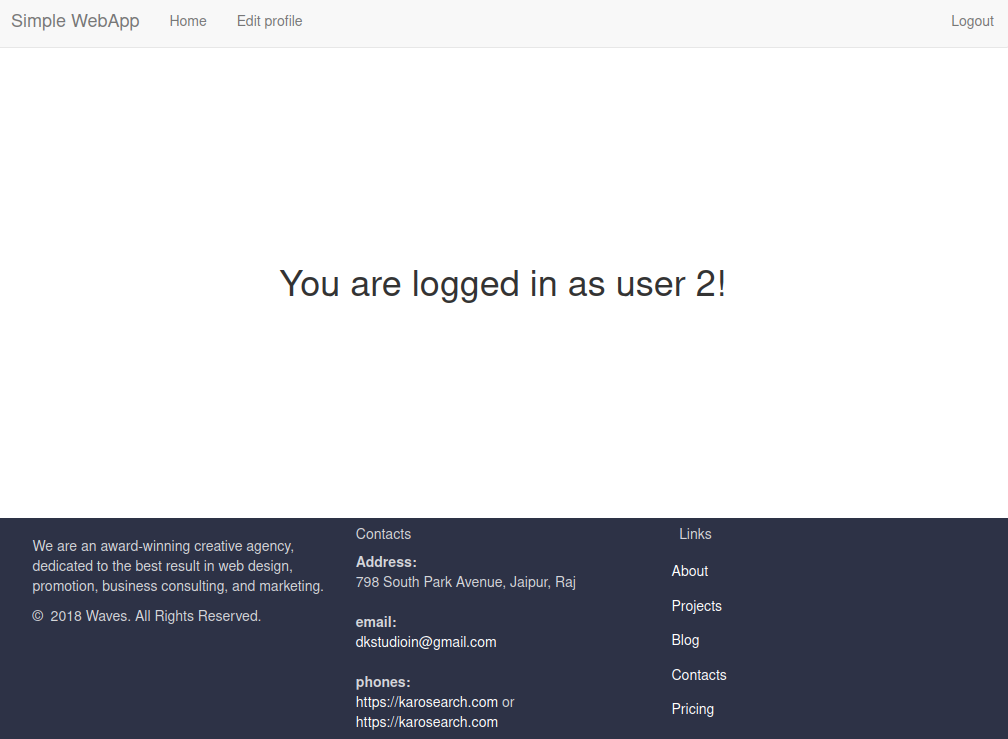 Simple WebApp Home Edit profile Logout
You are logged in as user 2!
We are an award-winning creative agency,
dedicated to the best result in web design,
promotion, business consulting, and marketing.
© 2018 Waves. All Rights Reserved.
Contacts
Address:
798 South Park Avenue, Jaipur, Raj
email:
dkstudioin@gmail.com
phones:
https://karosearch.com or
https://karosearch.com
Links
About
Projects
Blog
Contacts
Pricing